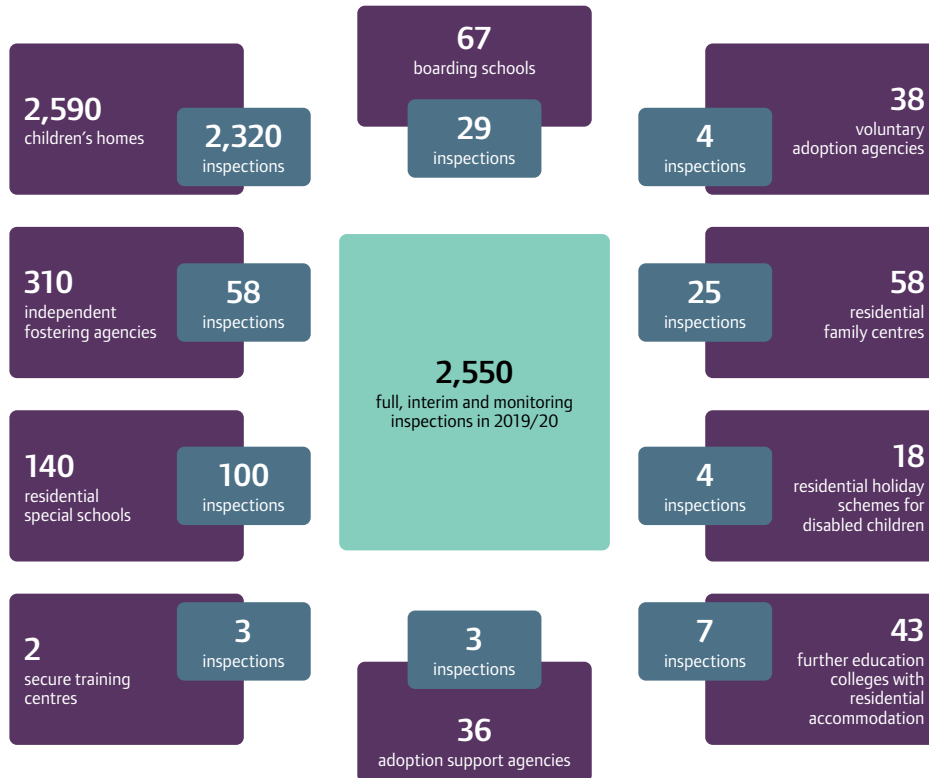 67
boarding schools
29
inspections
2,590
children’s homes
2,320
inspections
4
inspections
38
voluntary
adoption agencies
310
independent
fostering agencies
58
inspections
2,550
full, interim and monitoring
inspections in 2019/20
25
inspections
58
residential
family centres
140
residential
special schools
100
inspections
4
inspections
18
residential holiday
schemes for
disabled children
2
secure training
centres
3
inspections
3
inspections
36
adoption support agencies
7
inspections
43
further education
colleges with
residential
accommodation